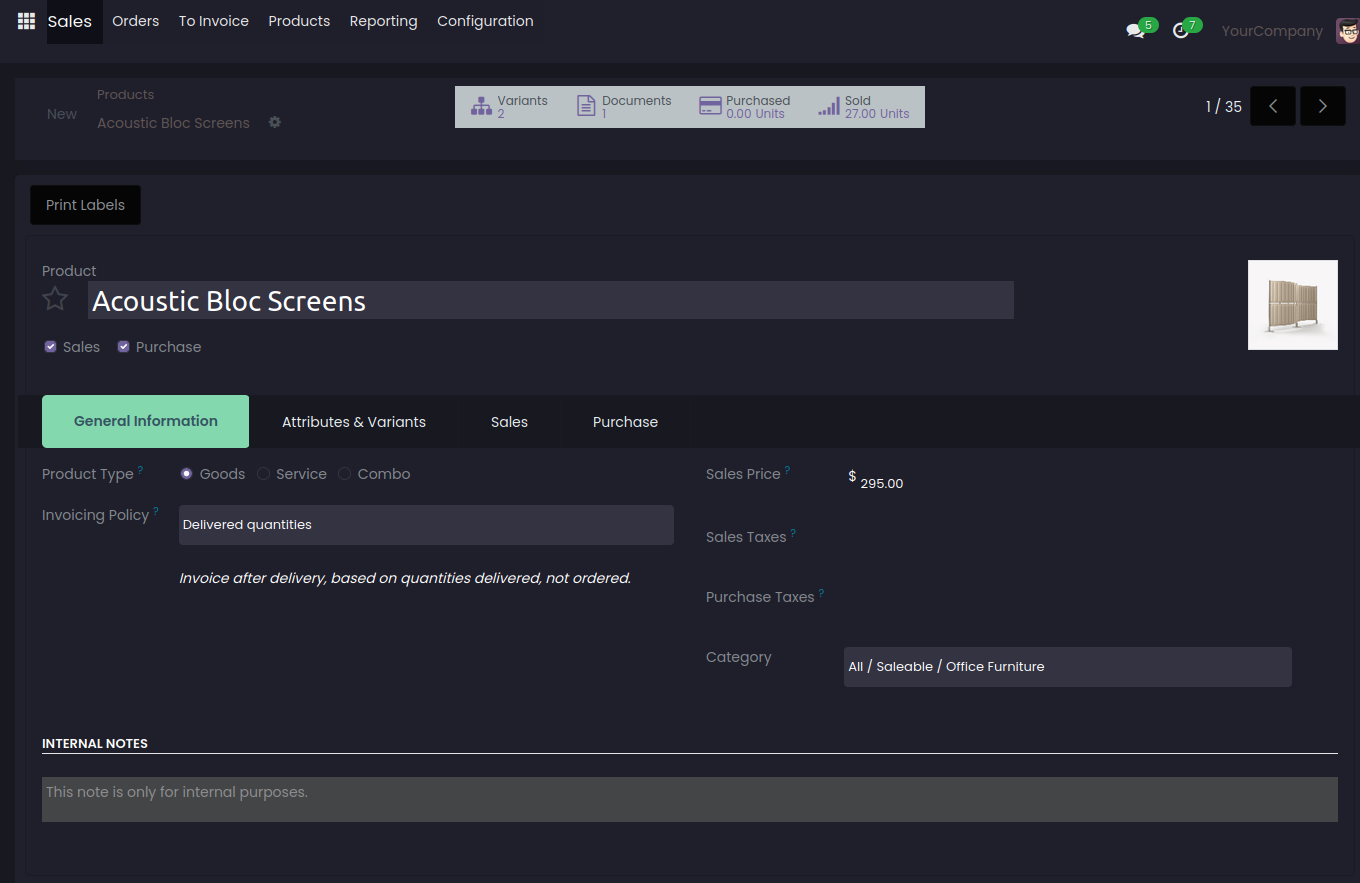 Sales Orders To Invoice Products Reporting Configuration
5 7 YourCompany
New
Products
Acoustic Bloc Screens
Variants
2
Documents
1
Purchased
0.00 Units
Sold
27.00 Units
1 / 35
Print Labels
Product
Acoustic Bloc Screens
Sales Purchase
General Information Attributes & Variants Sales Purchase
Product Type ? Goods Service Combo
Invoicing Policy ? Delivered quantities
Invoice after delivery, based on quantities delivered, not ordered.
Sales Price ? $ 295.00
Sales Taxes ?
Purchase Taxes ?
Category All / Saleable / Office Furniture
INTERNAL NOTES
This note is only for internal purposes.